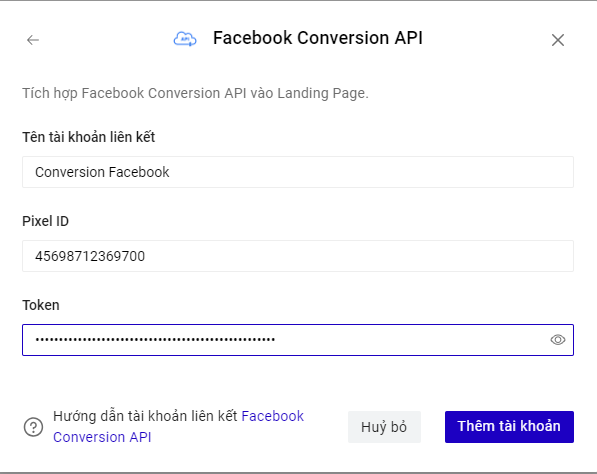 Facebook Conversion API
Tích hợp Facebook Conversion API vào Landing Page.
Tên tài khoản liên kết
Conversion Facebook
Pixel ID
45698712369700
Token
••••••••••••••••••••••••••••••••••••••••••••••••••••
Hướng dẫn tài khoản liên kết Facebook
Conversion API
Huỷ bỏ
Thêm tài khoản